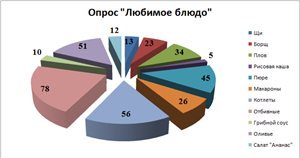 Опрос "Любимое блюдо"
12
13
23
34
5
45
26
56
78
10
51
Щи
Борщ
Плов
Рисовая каша
Пюре
Макароны
Котлеты
Отбивные
Грибной соус
Оливье
Салат "Ананас"